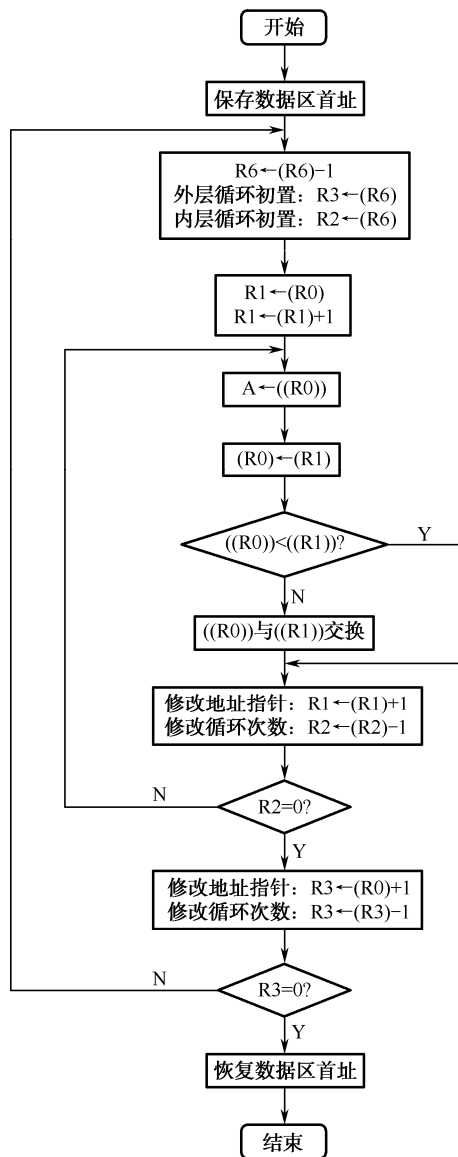 开始
保存数据区首址
R6←(R6)−1
外层循环初置：R3←(R6)
内层循环初置：R2←(R6)
R1←(R0)
R1←(R1)+1
A←((R0))
(R0)←(R1)
((R0))<((R1))?
Y
N
((R0))与((R1))交换
修改地址指针：R1←(R1)+1
修改循环次数：R2←(R2)−1
N
R2=0?
Y
修改地址指针：R3←(R0)+1
修改循环次数：R3←(R3)−1
N
R3=0?
Y
恢复数据区首址
结束